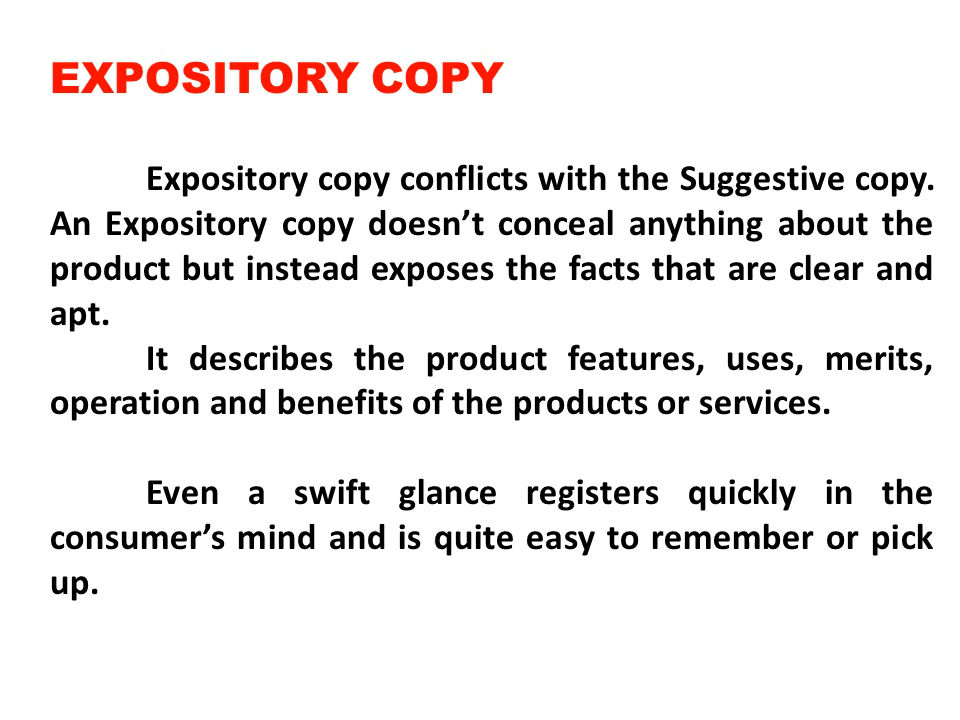 EXPOSITORY COPY
Expository copy conflicts with the Suggestive copy.
An Expository copy doesn’t conceal anything about the
product but instead exposes the facts that are clear and
apt.
It describes the product features, uses, merits,
operation and benefits of the products or services.
Even a swift glance registers quickly in the
consumer’s mind and is quite easy to remember or pick
up.